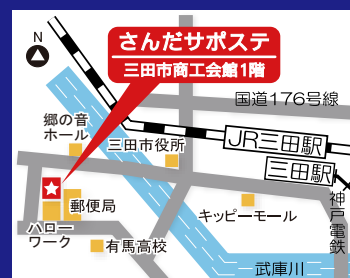 さんだサポステ
三田市商工会館1階
N
国道176号線
郷の音
ホール
三田市役所
JR三田駅
三田駅
郵便局
ハロー
ワーク
キッピーモール
神戸電鉄
有馬高校
武庫川